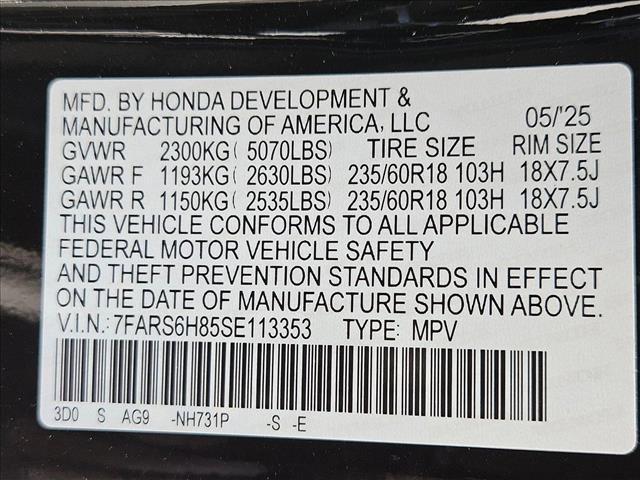 MFD. BY HONDA DEVELOPMENT &
MANUFACTURING OF AMERICA, LLC 05/'25
GVWR 2300KG( 5070LBS) TIRE SIZE RIM SIZE
GAWR F 1193KG( 2630LBS) 235/60R18 103H 18X7.5J
GAWR R 1150KG( 2535LBS) 235/60R18 103H 18X7.5J
THIS VEHICLE CONFORMS TO ALL APPLICABLE
FEDERAL MOTOR VEHICLE SAFETY
AND THEFT PREVENTION STANDARDS IN EFFECT
ON THE DATE OF MANUFACTURE SHOWN ABOVE.
V.I.N.: 7FARS6H85SE113353 TYPE: MPV
3D0 S AG9 -NH731P -S -E